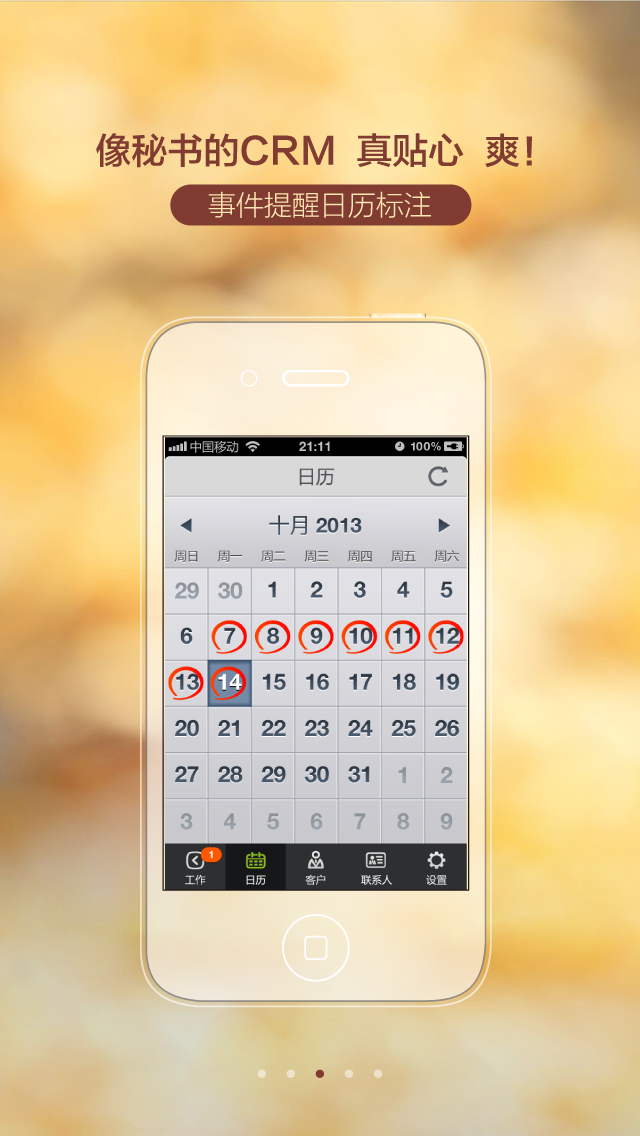 像秘书的CRM 真贴心 爽!
事件提醒日历标注
中国移动 21:11 100%
日历
十月 2013
周日 周一 周二 周三 周四 周五 周六
29 30 1 2 3 4 5
6 7 8 9 10 11 12
13 14 15 16 17 18 19
20 21 22 23 24 25 26
27 28 29 30 31 1 2
3 4 5 6 7 8 9
1
工作 日历 客户 联系人 设置